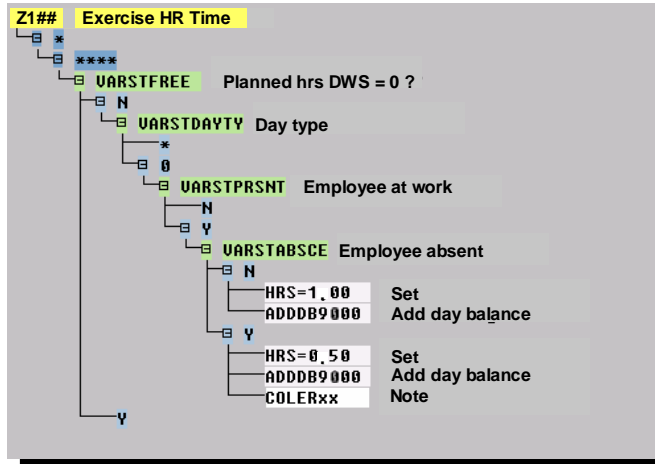 Z1## Exercise HR Time
*
****
VARSTFREE Planned hrs DWS = 0 ?
N
VARSTDAYTY Day type
*
0
VARSTPRSNT Employee at work
N
Y
VARSTABSCE Employee absent
N
HRS=1.00 Set
ADDDB9000 Add day balance
Y
HRS=0.50 Set
ADDDB9000 Add day balance
COLERxx Note
Y